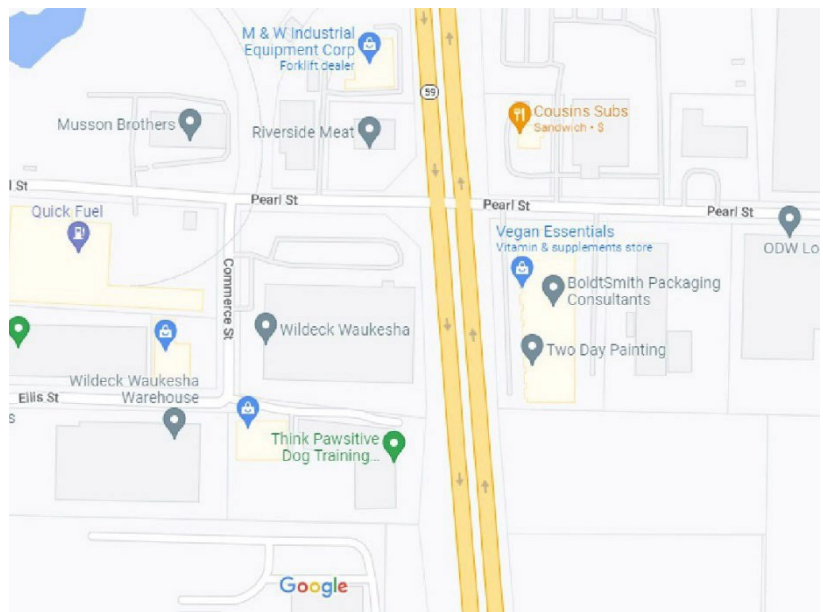 M & W Industrial
Equipment Corp
Forklift dealer
59
Musson Brothers
Riverside Meat
Cousins Subs
Sandwich • $
l St
Pearl St
Pearl St
Pearl St
Quick Fuel
Vegan Essentials
Vitamin & supplements store
ODW Lo
Commerce St
BoldtSmith Packaging
Consultants
Wildeck Waukesha
Two Day Painting
Wildeck Waukesha
Warehouse
Ellis St
s
Think Pawsitive
Dog Training...
Google